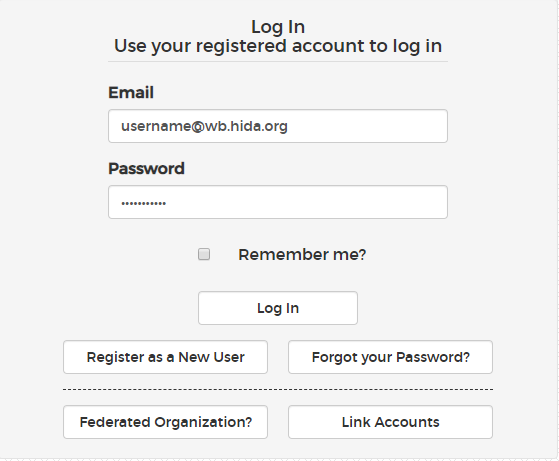 Log In
Use your registered account to log in
Email
username@wb.hida.org
Password
•••••••••••
Remember me?
Log In
Register as a New User
Forgot your Password?
Federated Organization?
Link Accounts